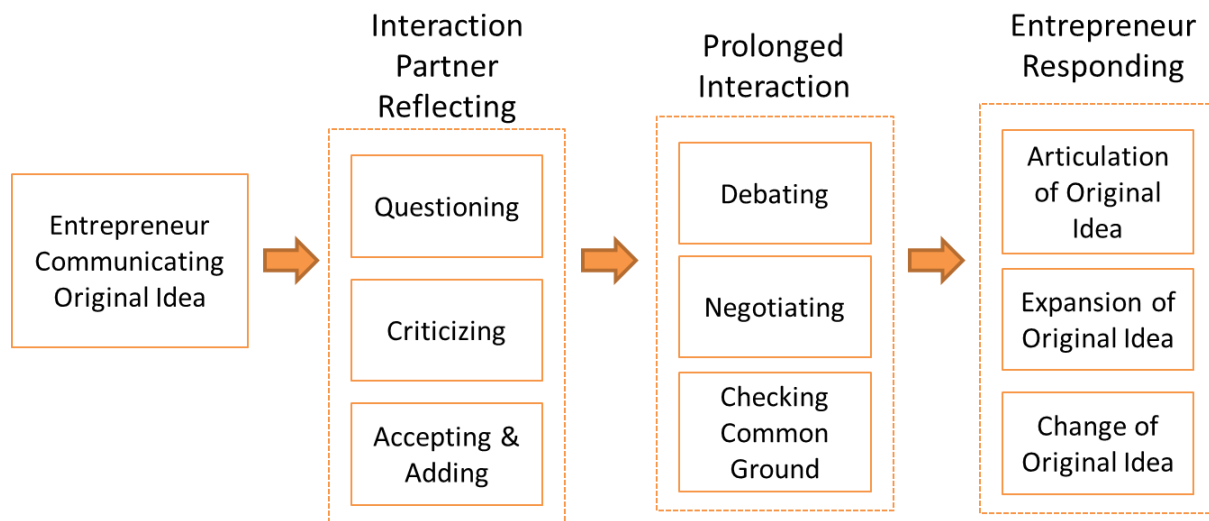 Entrepreneur
Communicating
Original Idea
Interaction
Partner
Reflecting
Questioning
Criticizing
Accepting &
Adding
Prolonged
Interaction
Debating
Negotiating
Checking
Common
Ground
Entrepreneur
Responding
Articulation
of Original
Idea
Expansion of
Original Idea
Change of
Original Idea